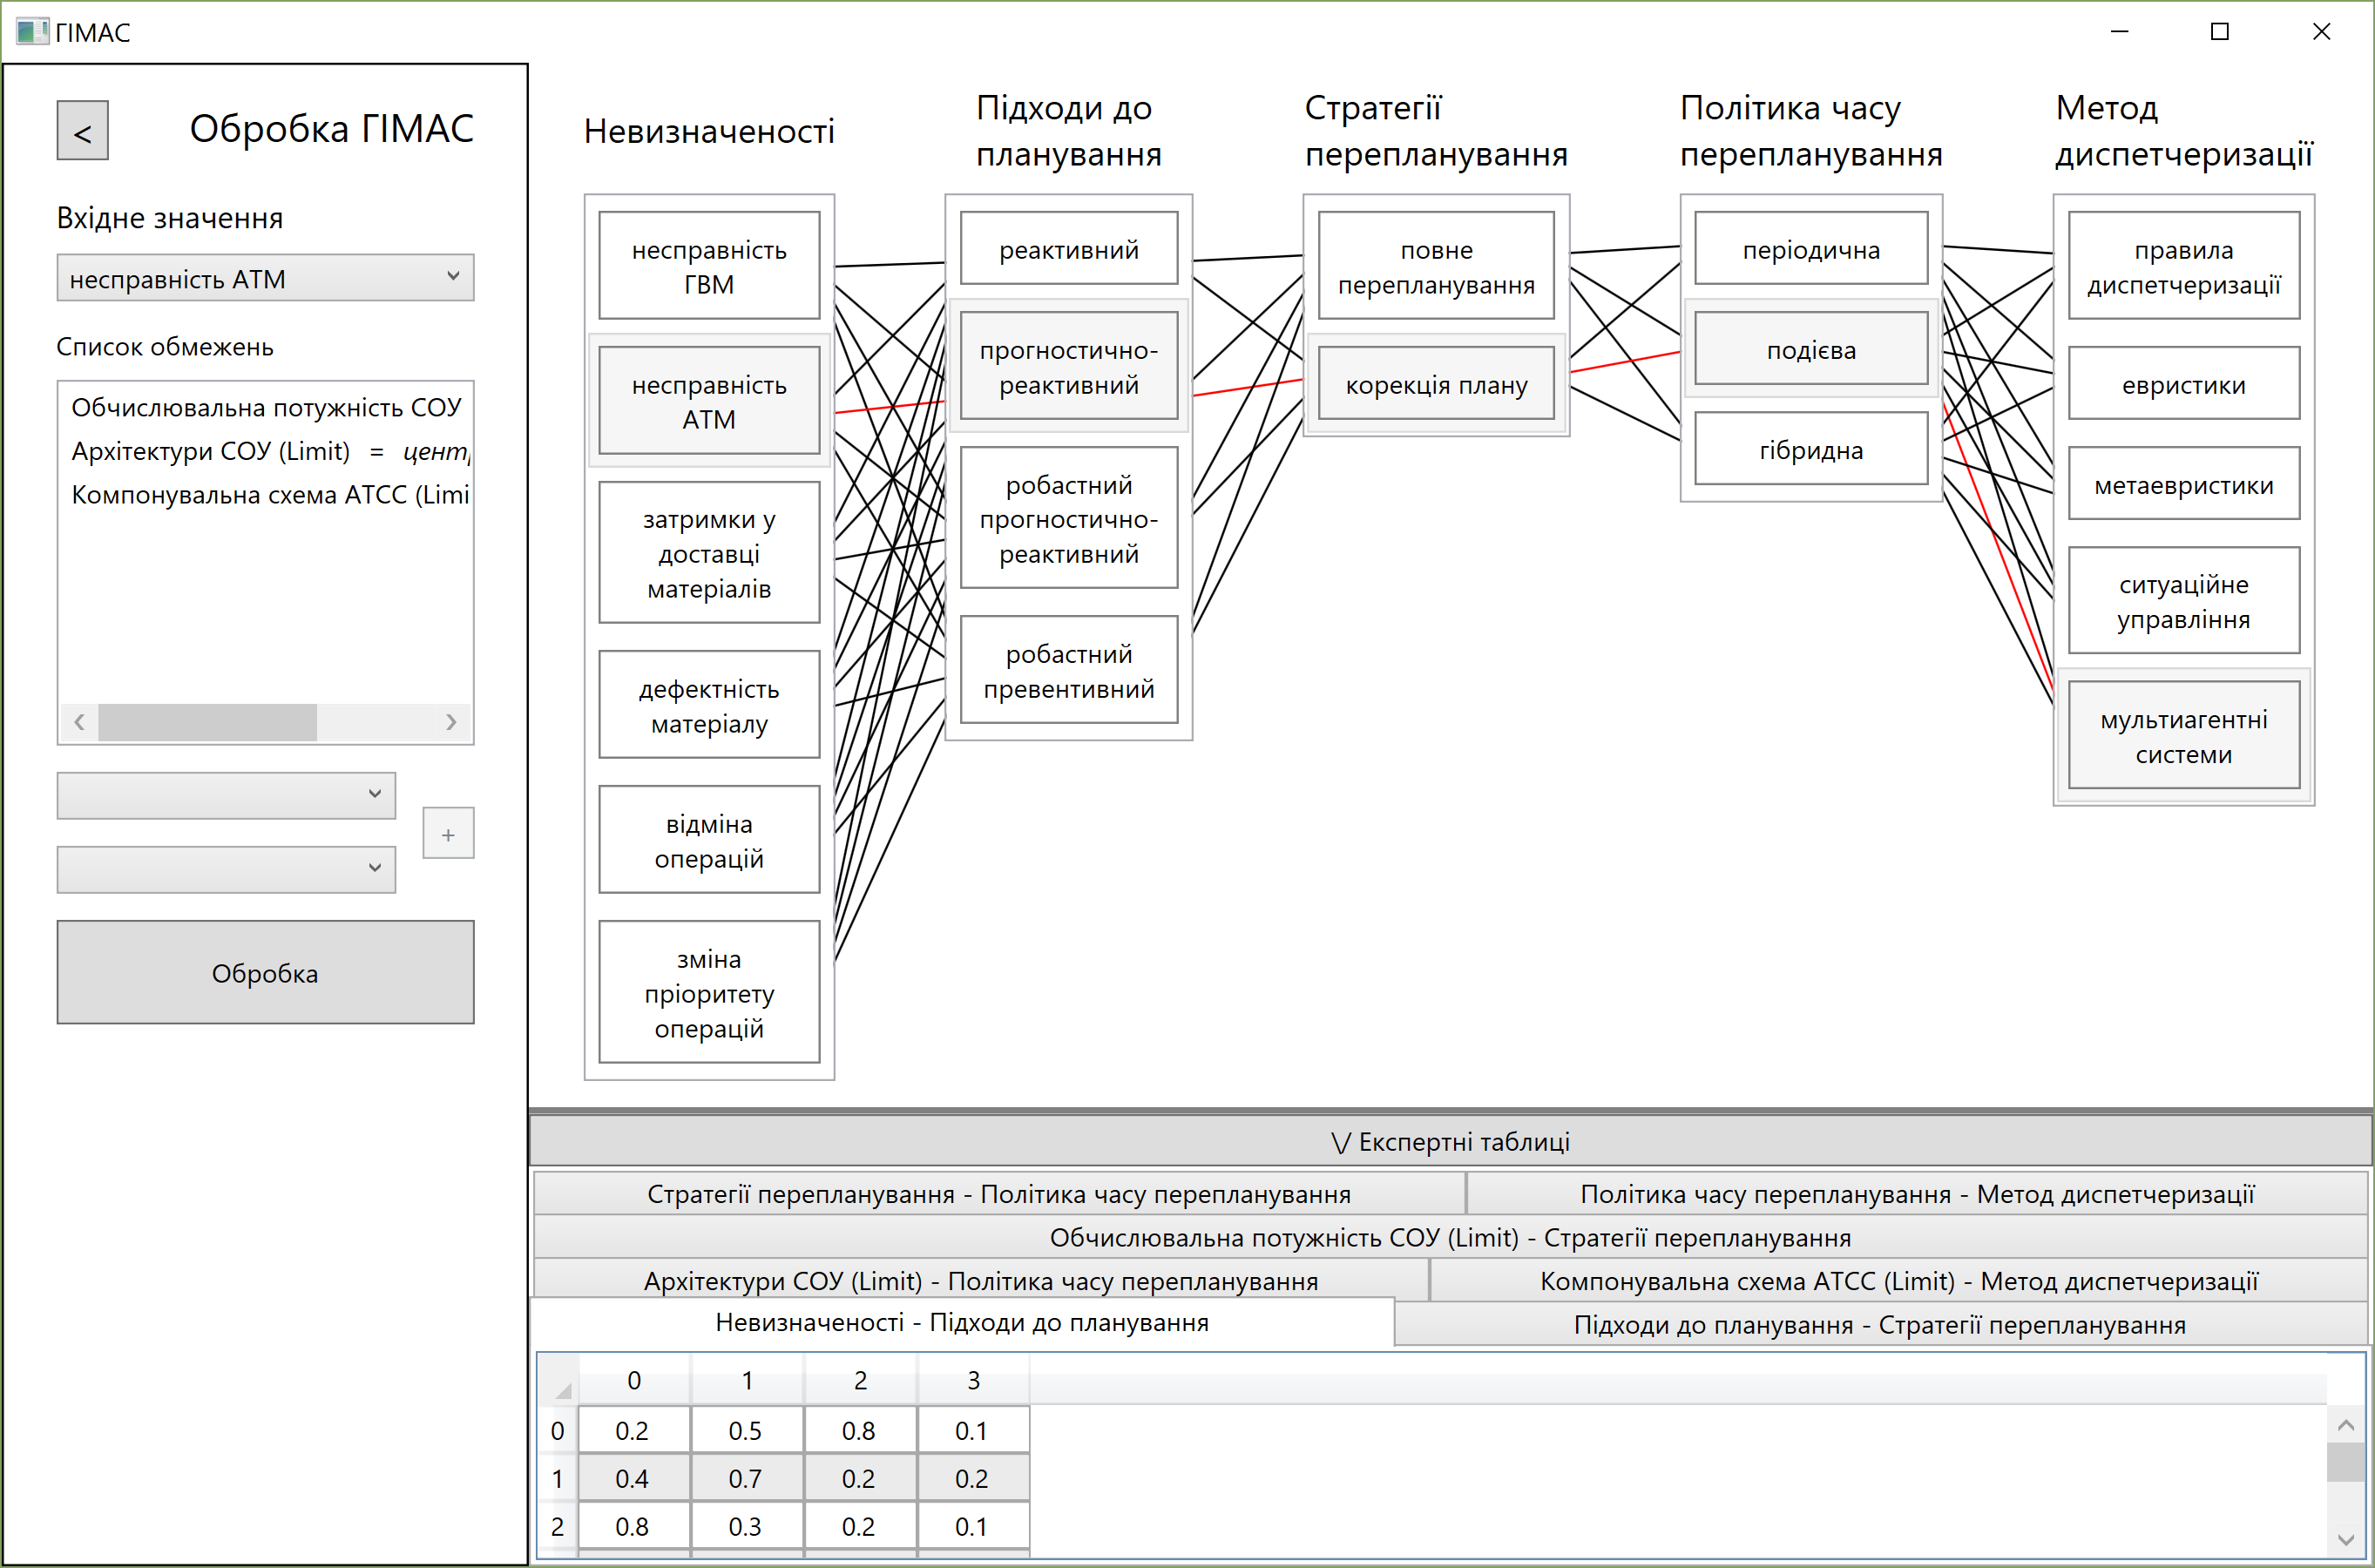 ГІМАС
<
Обробка ГІМАС
Вхідне значення
несправність АТМ
Список обмежень
Обчислювальна потужність СОУ
Архітектури СОУ (Limit) = цент
Компонувальна схема АТСС (Limi
+
Обробка
Невизначеності
несправність
ГВМ
несправність
АТМ
затримки у
доставці
матеріалів
дефектність
матеріалу
відміна
операцій
зміна
пріоритету
операцій
Підходи до
планування
реактивний
прогностично-
реактивний
робастний
прогностично-
реактивний
робастний
превентивний
Стратегії
перепланування
повне
перепланування
корекція плану
Політика часу
перепланування
періодична
подієва
гібридна
Метод
диспетчеризації
правила
диспетчеризації
евристики
метаевристики
ситуаційне
управління
мультиагентні
системи
\/ Експертні таблиці
Стратегії перепланування - Політика часу перепланування
Політика часу перепланування - Метод диспетчеризації
Обчислювальна потужність СОУ (Limit) - Стратегії перепланування
Архітектури СОУ (Limit) - Політика часу перепланування
Компонувальна схема АТСС (Limit) - Метод диспетчеризації
Невизначеності - Підходи до планування
Підходи до планування - Стратегії перепланування
0 1 2 3
0 0.2 0.5 0.8 0.1
1 0.4 0.7 0.2 0.2
2 0.8 0.3 0.2 0.1